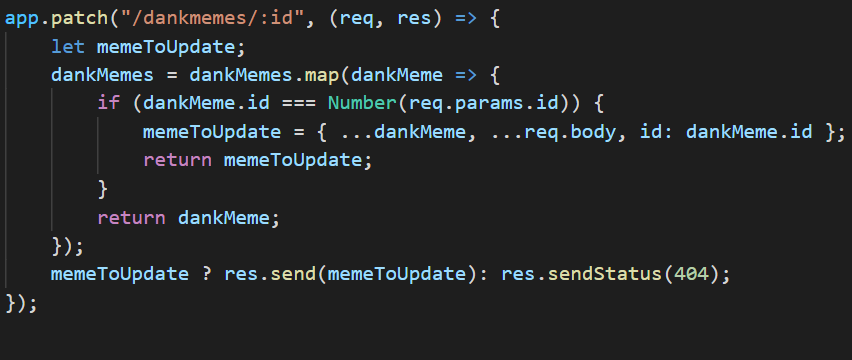 app.patch("/dankmemes/:id", (req, res) => {
    let memeToUpdate;
    dankMemes = dankMemes.map(dankMeme => {
        if (dankMeme.id === Number(req.params.id)) {
            memeToUpdate = { ...dankMeme, ...req.body, id: dankMeme.id };
            return memeToUpdate;
        }
        return dankMeme;
    });
    memeToUpdate ? res.send(memeToUpdate): res.sendStatus(404);
});